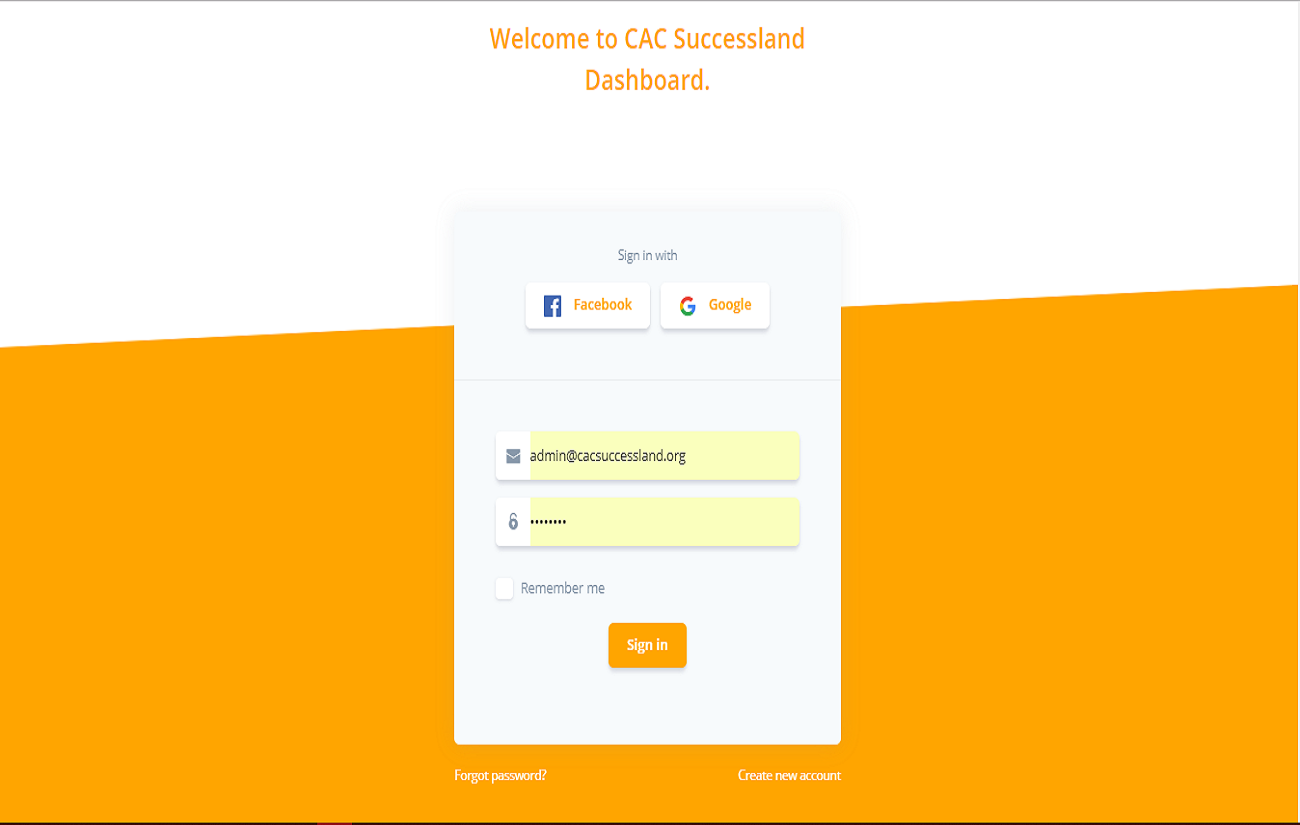 Welcome to CAC Successland
Dashboard.
Sign in with
Facebook
Google
admin@cacsuccessland.org
••••••••
Remember me
Sign in
Forgot password?
Create new account